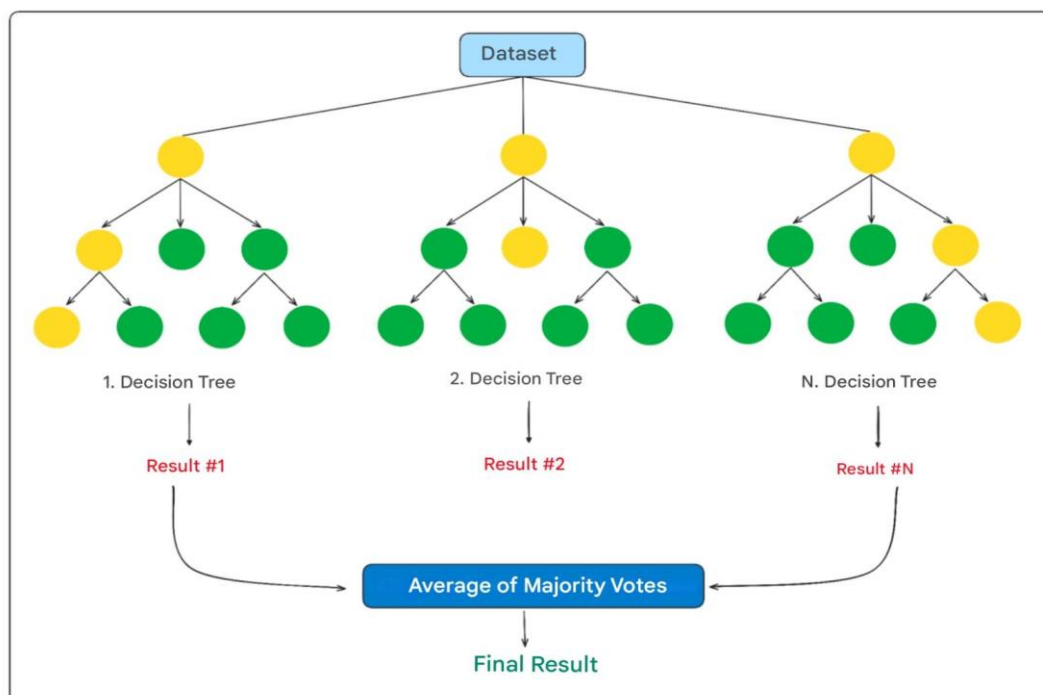 Dataset
1. Decision Tree
2. Decision Tree
N. Decision Tree
Result #1
Result #2
Result #N
Average of Majority Votes
Final Result